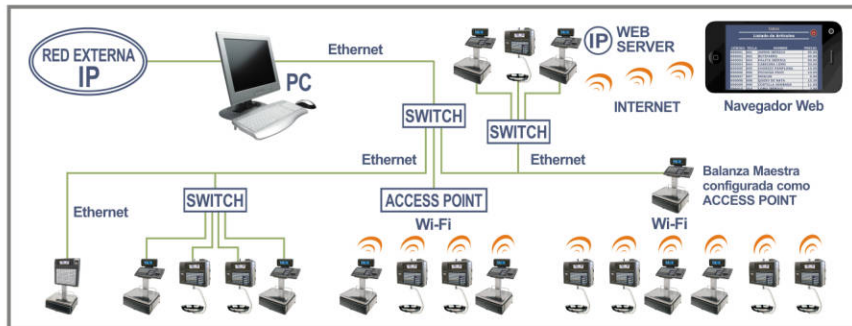 RED EXTERNA
IP
PC
Ethernet
SWITCH
IP WEB
SERVER
INTERNET
Navegador Web
SWITCH
Ethernet
Ethernet
Ethernet
SWITCH
ACCESS POINT
Wi-Fi
Balanza Maestra
configurada como
ACCESS POINT
Wi-Fi